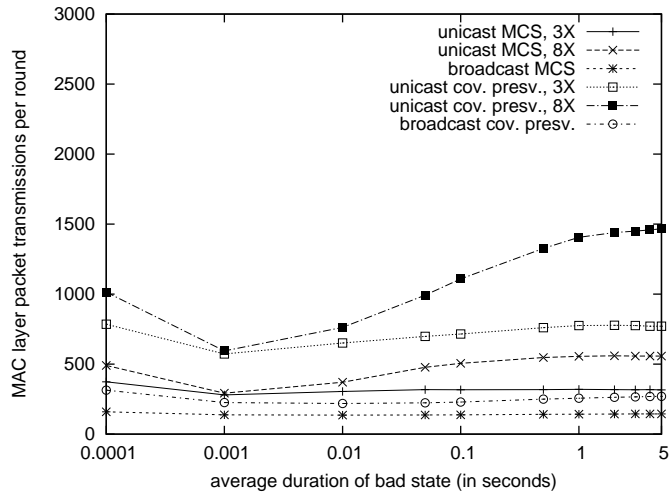 3000
2500
2000
1500
1000
500
0
MAC layer packet transmissions per round
unicast MCS, 3X
unicast MCS, 8X
broadcast MCS
unicast cov. presv., 3X
unicast cov. presv., 8X
broadcast cov. presv.
0.0001 0.001 0.01 0.1 1 5
average duration of bad state (in seconds)